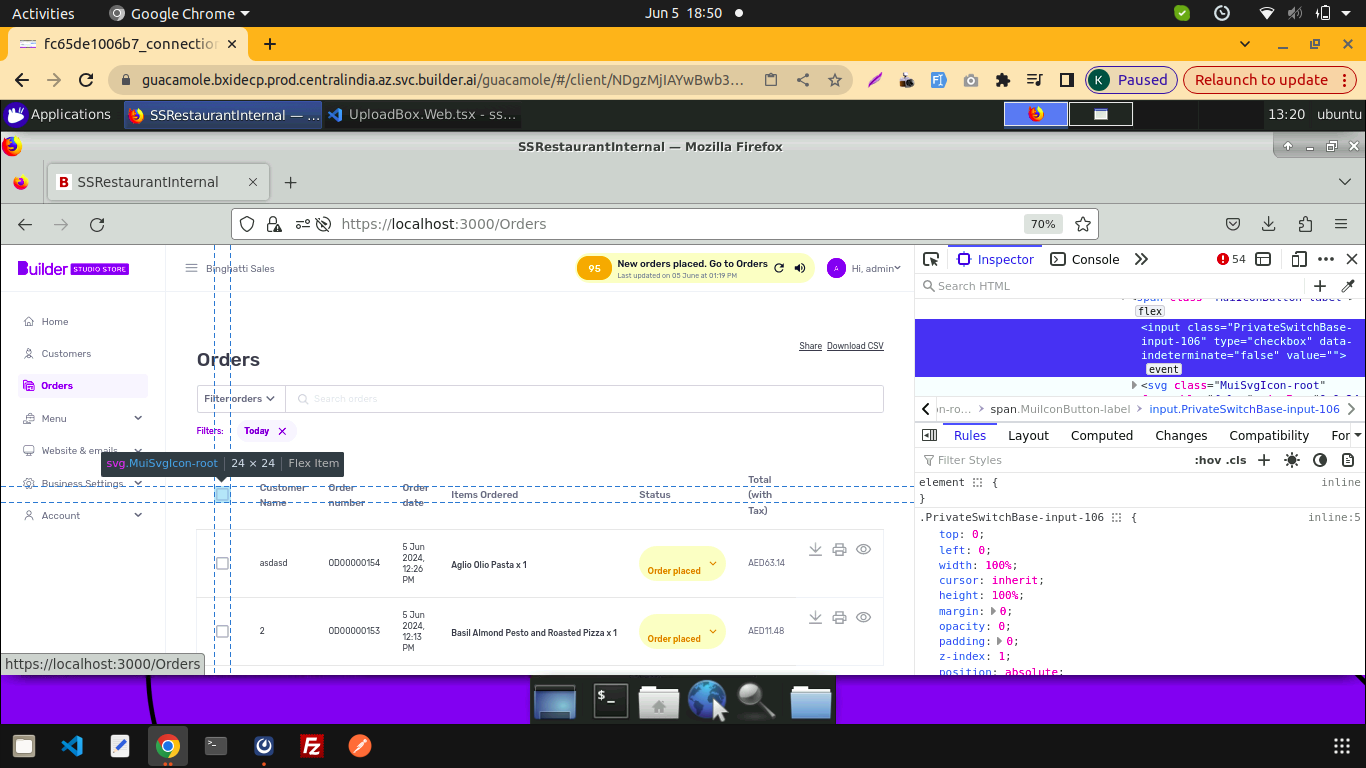 Activities
Google Chrome
Jun 5 18:50
fc65de1006b7_connection
guacamole.bxidecp.prod.centralindia.az.svc.builder.ai/guacamole/#/client/NDgzMjIAYwBwb3...
K Paused
Relaunch to update
Applications
SSRestaurantInternal — ...
UploadBox.Web.tsx - ss...
13:20 ubuntu
SSRestaurantInternal — Mozilla Firefox
B SSRestaurantInternal
https://localhost:3000/Orders
70%
Builder STUDIO STORE
Binghatti Sales
95
New orders placed. Go to Orders
Last updated on 05 June at 01:19 PM
A
Hi, admin
Inspector
Console
54
Search HTML
flex
<input class="PrivateSwitchBase-
input-106" type="checkbox" data-
indeterminate="false" value="">
event
<svg class="MuiSvgIcon-root"
on-ro...
span.MuiIconButton-label
input.PrivateSwitchBase-input-106
Rules
Layout
Computed
Changes
Compatibility
For
Filter Styles
:hov .cls
element { inline
}
.PrivateSwitchBase-input-106 { inline:5
top: 0;
left: 0;
width: 100%;
cursor: inherit;
height: 100%;
margin: 0;
opacity: 0;
padding: 0;
z-index: 1;
position: absolute;
Home
Customers
Orders
Menu
Website & emails
Business Settings
Account
Orders
Share
Download CSV
Filter orders
Search orders
Filters:
Today
svg.MuiSvgIcon-root
24 × 24
Flex Item
Customer Name
Order number
Order date
Items Ordered
Status
Total (with Tax)
asdasd
OD00000154
5 Jun 2024, 12:26 PM
Aglio Olio Pasta x 1
Order placed
AED63.14
2
OD00000153
5 Jun 2024, 12:13 PM
Basil Almond Pesto and Roasted Pizza x 1
Order placed
AED11.48
https://localhost:3000/Orders